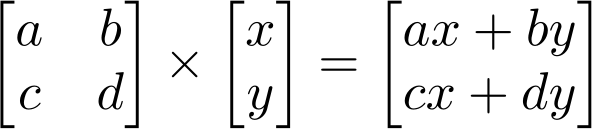 [a b; c d] × [x; y] = [ax + by; cx + dy]